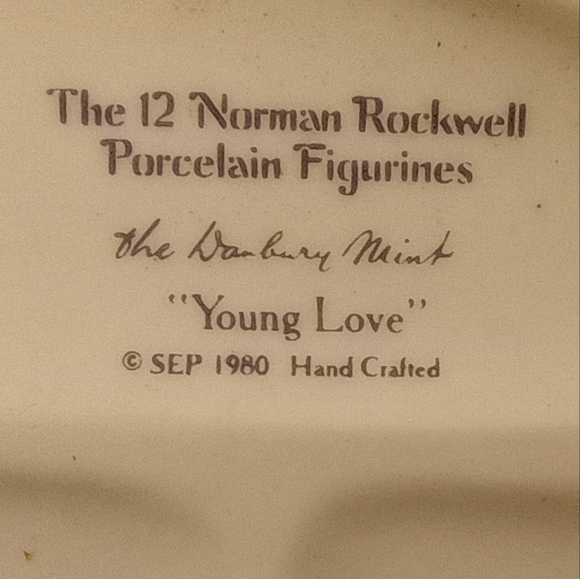 The 12 Norman Rockwell
Porcelain Figurines
the Danbury Mint
"Young Love"
© SEP 1980 Hand Crafted